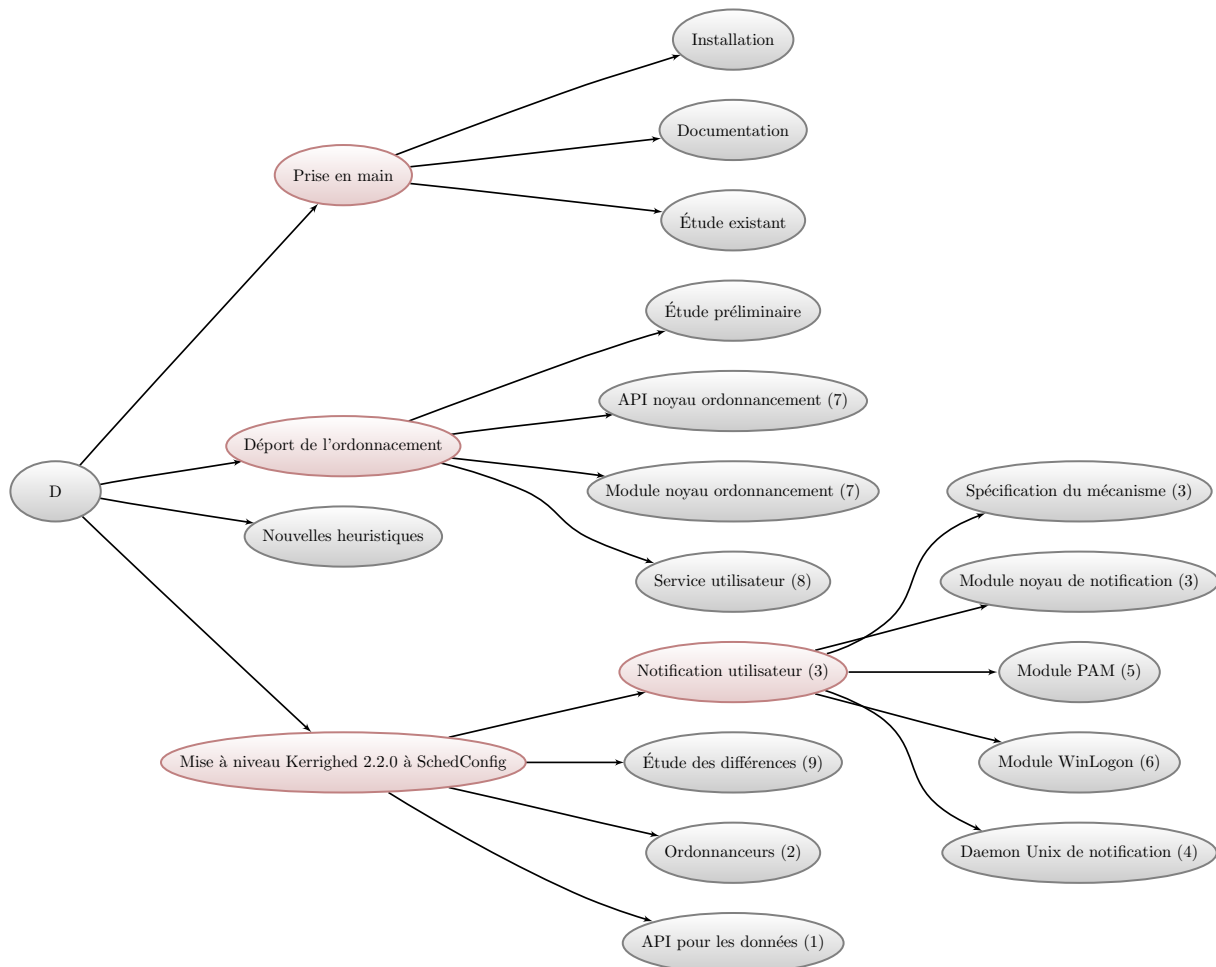 Installation
Documentation
Prise en main
Étude existant
Étude préliminaire
API noyau ordonnancement (7)
Déport de l'ordonnacement
D
Module noyau ordonnancement (7)
Spécification du mécanisme (3)
Nouvelles heuristiques
Service utilisateur (8)
Module noyau de notification (3)
Notification utilisateur (3)
Module PAM (5)
Mise à niveau Kerrighed 2.2.0 à SchedConfig
Étude des différences (9)
Module WinLogon (6)
Ordonnanceurs (2)
Daemon Unix de notification (4)
API pour les données (1)